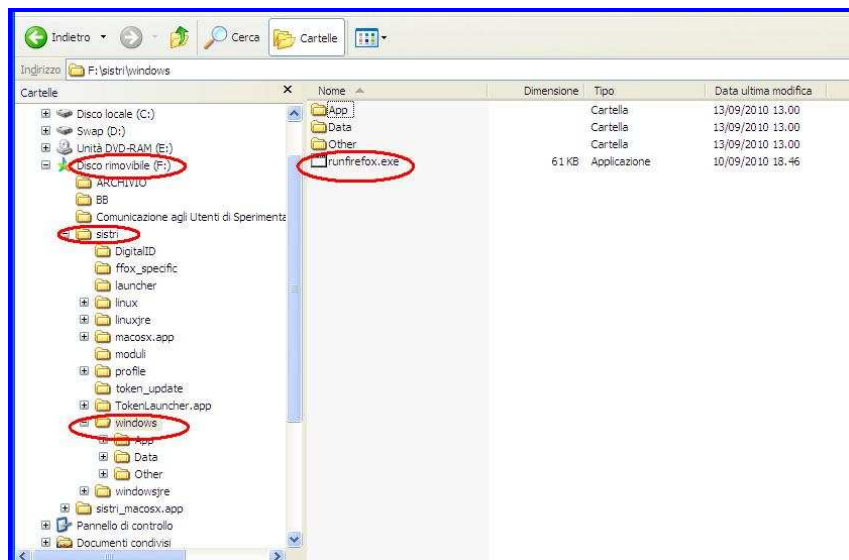 Indietro Cerca Cartelle
Indirizzo F:\sistri\windows
Cartelle X Nome Dimensione Tipo Data ultima modifica
Disco locale (C:)
Swap (D:)
Unità DVD-RAM (E:)
Disco rimovibile (F:)
ARCHIVIO
BB
Comunicazione agli Utenti di Sperimenta
sistri
DigitalID
ffox_specific
launcher
linux
linuxjre
macosx.app
moduli
profile
token_update
TokenLauncher.app
windows
App
Data
Other
windowsjre
sistri_macosx.app
Pannello di controllo
Documenti condivisi
App Cartella 13/09/2010 13.00
Data Cartella 13/09/2010 13.00
Other Cartella 13/09/2010 13.00
runfirefox.exe 61 KB Applicazione 10/09/2010 18.46